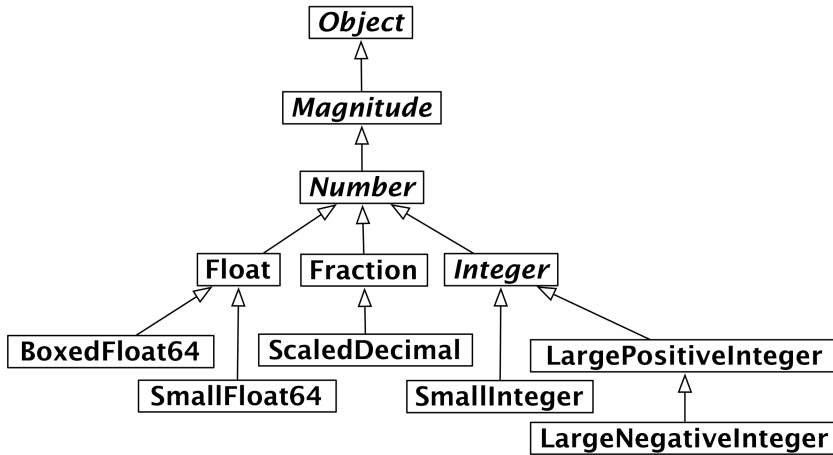 Object
Magnitude
Number
Float
Fraction
Integer
BoxedFloat64
ScaledDecimal
LargePositiveInteger
SmallFloat64
SmallInteger
LargeNegativeInteger